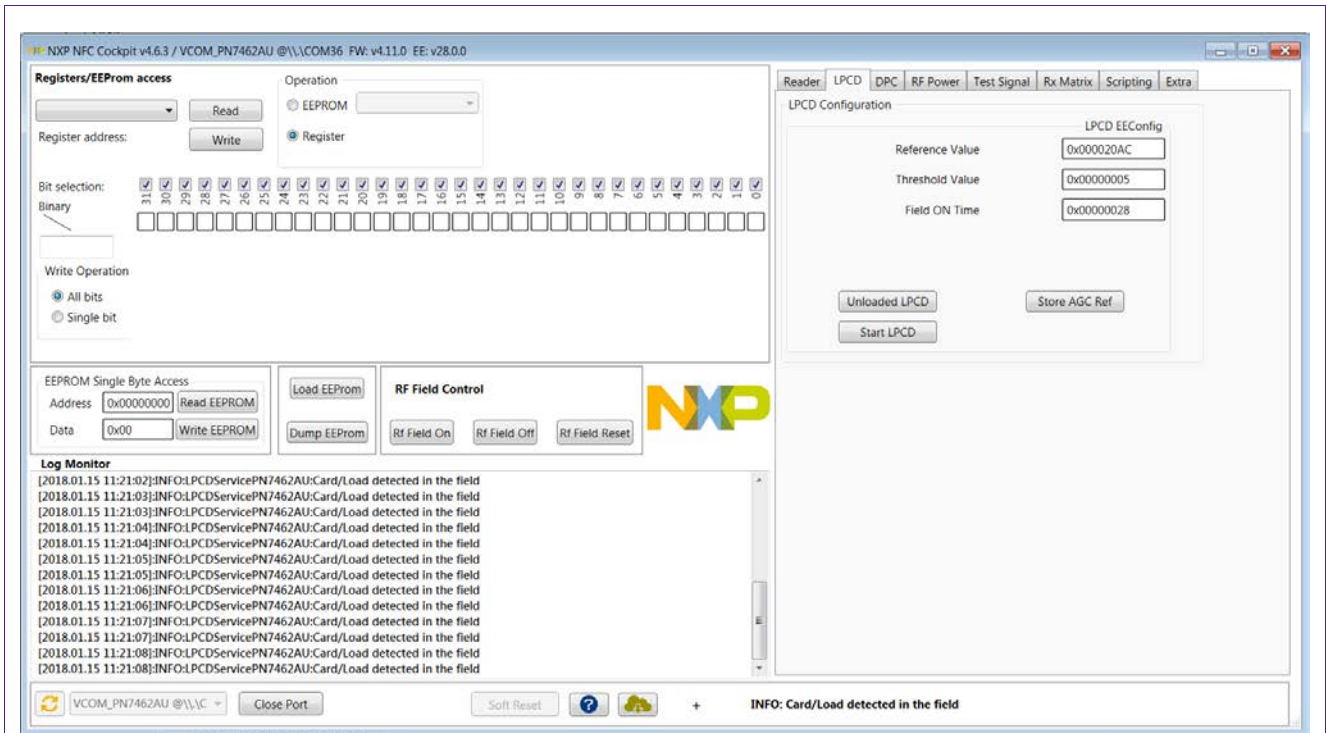 NXP NFC Cockpit v4.6.3 / VCOM_PN7462AU @\\.\COM36 FW: v4.11.0 EE: v28.0.0
Registers/EEProm access
Read
Register address:
Write
Operation
EEPROM
Register
Bit selection:
31 30 29 28 27 26 25 24 23 22 21 20 19 18 17 16 15 14 13 12 11 10 9 8 7 6 5 4 3 2 1 0
Binary
Write Operation
All bits
Single bit
EEPROM Single Byte Access
Address 0x00000000 Read EEPROM
Data 0x00 Write EEPROM
Load EEProm
Dump EEProm
RF Field Control
Rf Field On Rf Field Off Rf Field Reset
NXP
Log Monitor
[2018.01.15 11:21:02]:INFO:LPCDServicePN7462AU:Card/Load detected in the field
[2018.01.15 11:21:03]:INFO:LPCDServicePN7462AU:Card/Load detected in the field
[2018.01.15 11:21:03]:INFO:LPCDServicePN7462AU:Card/Load detected in the field
[2018.01.15 11:21:04]:INFO:LPCDServicePN7462AU:Card/Load detected in the field
[2018.01.15 11:21:04]:INFO:LPCDServicePN7462AU:Card/Load detected in the field
[2018.01.15 11:21:05]:INFO:LPCDServicePN7462AU:Card/Load detected in the field
[2018.01.15 11:21:05]:INFO:LPCDServicePN7462AU:Card/Load detected in the field
[2018.01.15 11:21:06]:INFO:LPCDServicePN7462AU:Card/Load detected in the field
[2018.01.15 11:21:06]:INFO:LPCDServicePN7462AU:Card/Load detected in the field
[2018.01.15 11:21:07]:INFO:LPCDServicePN7462AU:Card/Load detected in the field
[2018.01.15 11:21:07]:INFO:LPCDServicePN7462AU:Card/Load detected in the field
[2018.01.15 11:21:08]:INFO:LPCDServicePN7462AU:Card/Load detected in the field
[2018.01.15 11:21:08]:INFO:LPCDServicePN7462AU:Card/Load detected in the field
Reader LPCD DPC RF Power Test Signal Rx Matrix Scripting Extra
LPCD Configuration
LPCD EEConfig
Reference Value 0x000020AC
Threshold Value 0x00000005
Field ON Time 0x00000028
Unloaded LPCD Store AGC Ref
Start LPCD
VCOM_PN7462AU @\\.\C Close Port Soft Reset ? + INFO: Card/Load detected in the field